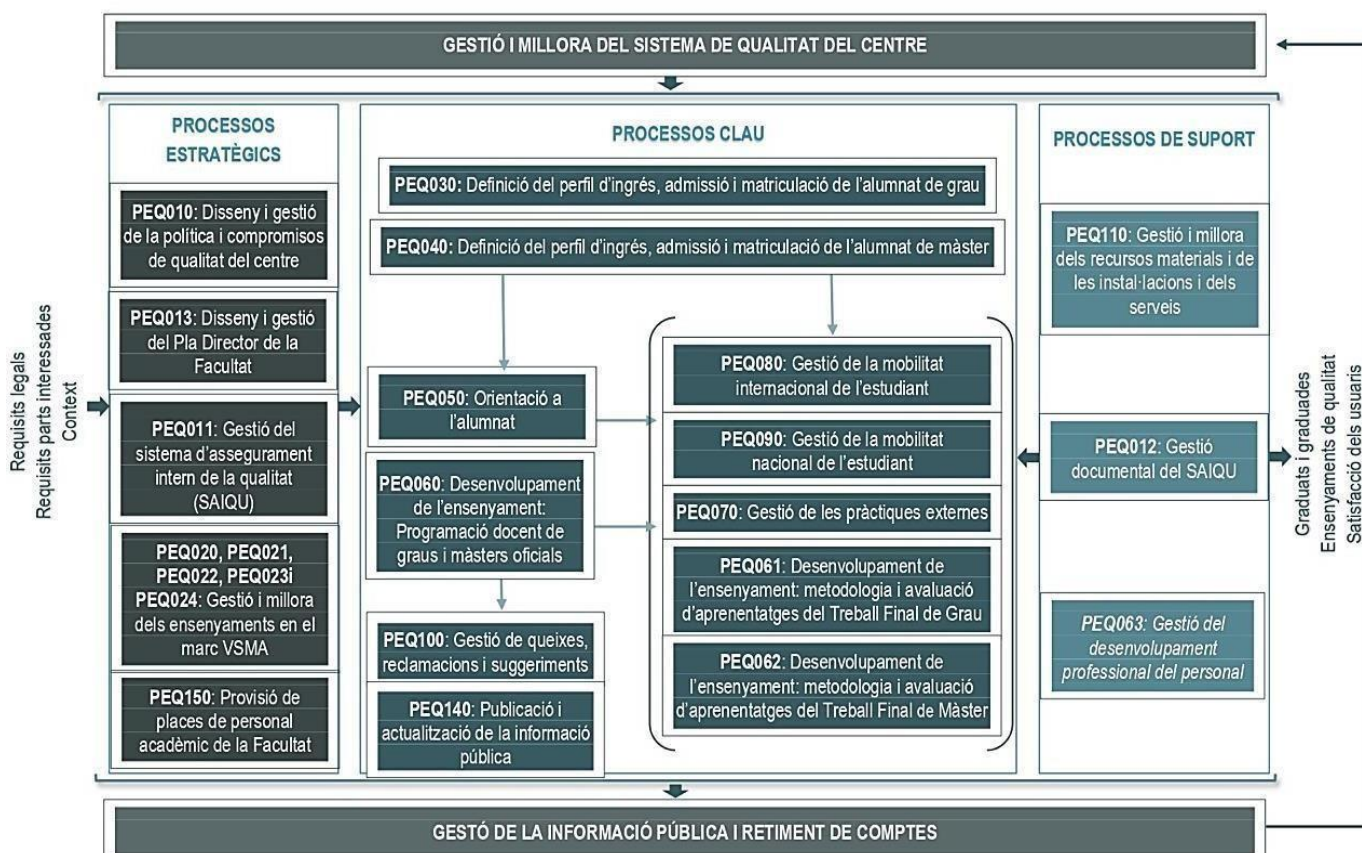 GESTIÓ I MILLORA DEL SISTEMA DE QUALITAT DEL CENTRE
Requisits legals
Requisits parts interessades
Context
PROCESSOS
ESTRATÈGICS
PEQ010: Disseny i gestió
de la política i compromisos
de qualitat del centre
PEQ013: Disseny i gestió
del Pla Director de la
Facultat
PEQ011: Gestió del
sistema d'assegurament
intern de la qualitat
(SAIQU)
PEQ020, PEQ021,
PEQ022, PEQ023i
PEQ024: Gestió i millora
dels ensenyaments en el
marc VSMA
PEQ150: Provisió de
places de personal
acadèmic de la Facultat
PROCESSOS CLAU
PEQ030: Definició del perfil d'ingrés, admissió i matriculació de l'alumnat de grau
PEQ040: Definició del perfil d'ingrés, admissió i matriculació de l'alumnat de màster
PEQ050: Orientació a
l'alumnat
PEQ060: Desenvolupament
de l'ensenyament:
Programació docent de
graus i màsters oficials
PEQ100: Gestió de queixes,
reclamacions i suggeriments
PEQ140: Publicació i
actualització de la informació
pública
PEQ080: Gestió de la mobilitat
internacional de l'estudiant
PEQ090: Gestió de la mobilitat
nacional de l'estudiant
PEQ070: Gestió de les pràctiques externes
PEQ061: Desenvolupament de
l'ensenyament: metodologia i avaluació
d'aprenentatges del Treball Final de Grau
PEQ062: Desenvolupament de
l'ensenyament: metodologia i avaluació
d'aprenentatges del Treball Final de Màster
PROCESSOS DE SUPORT
PEQ110: Gestió i millora
dels recursos materials i de
les instal·lacions i dels
serveis
PEQ012: Gestió
documental del SAIQU
PEQ063: Gestió del
desenvolupament
professional del personal
Graduats i graduades
Ensenyaments de qualitat
Satisfacció dels usuaris
GESTÓ DE LA INFORMACIÓ PÚBLICA I RETIMENT DE COMPTES